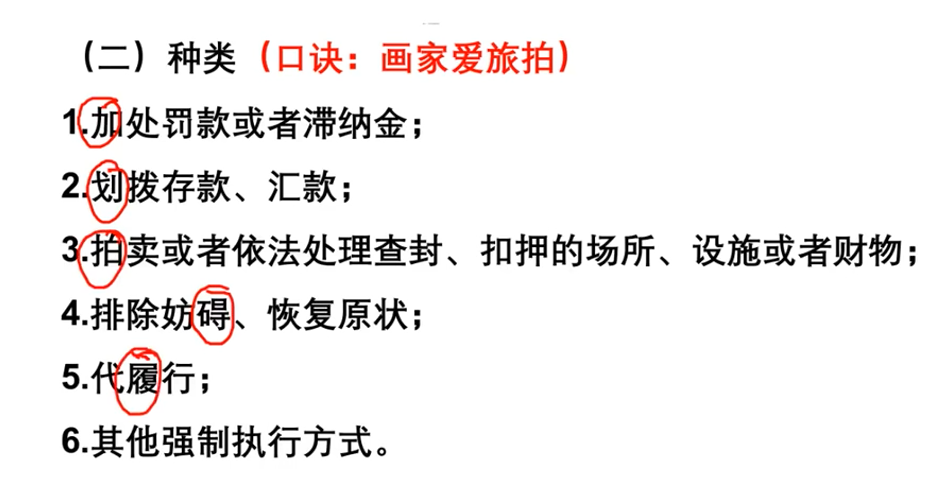 （二）种类（口诀：画家爱旅拍）
1.加处罚款或者滞纳金；
2.划拨存款、汇款；
3.拍卖或者依法处理查封、扣押的场所、设施或者财物；
4.排除妨碍、恢复原状；
5.代履行；
6.其他强制执行方式。